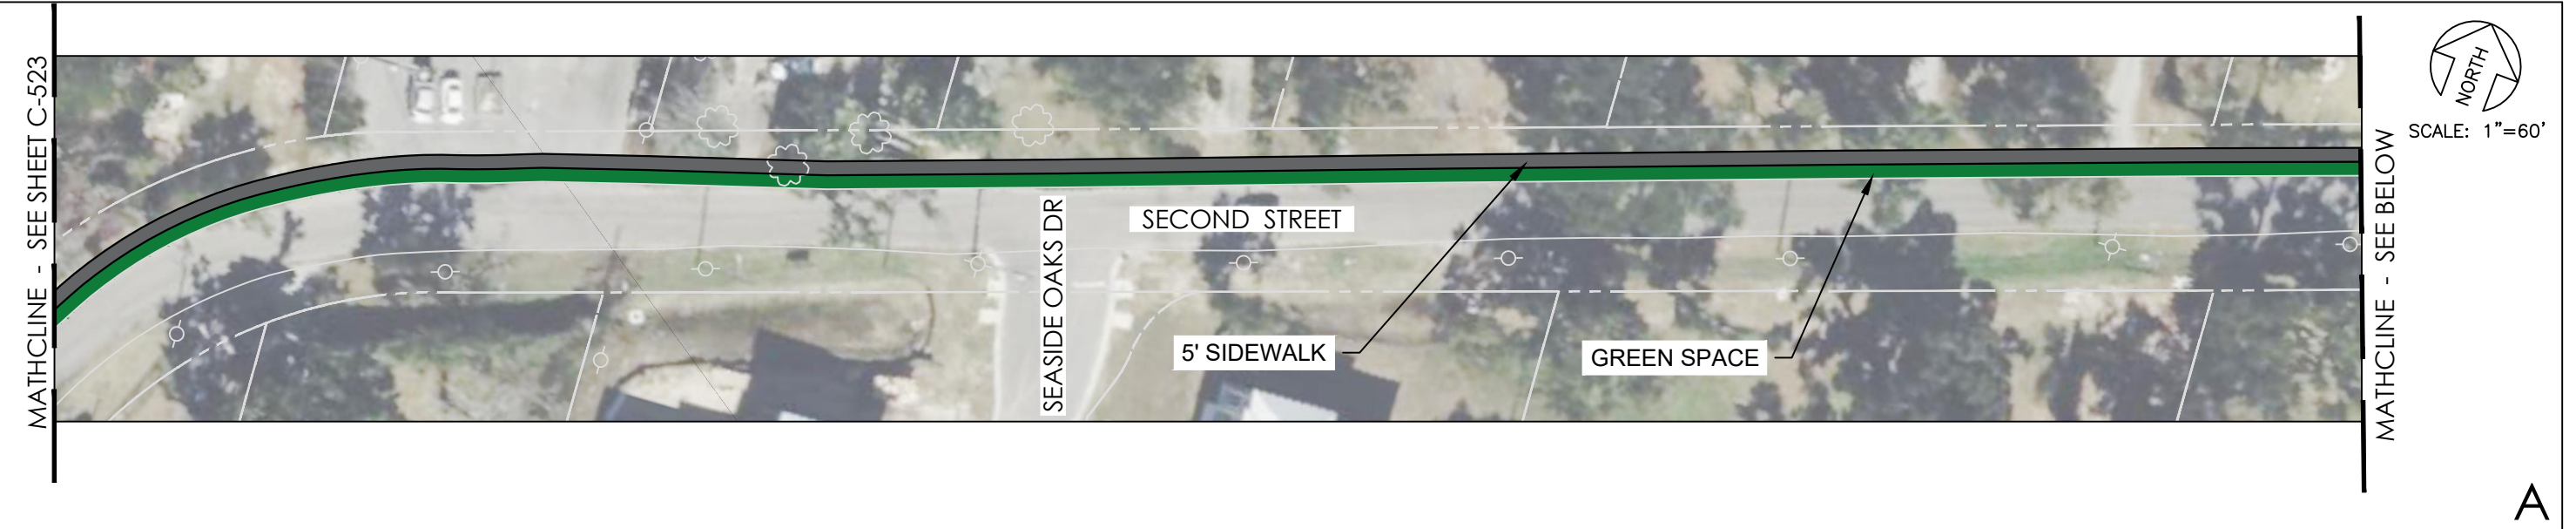 MATHCLINE - SEE SHEET C-523
SECOND STREET
SEASIDE OAKS DR
5' SIDEWALK
GREEN SPACE
MATHCLINE - SEE BELOW
NORTH
SCALE: 1"=60'
A